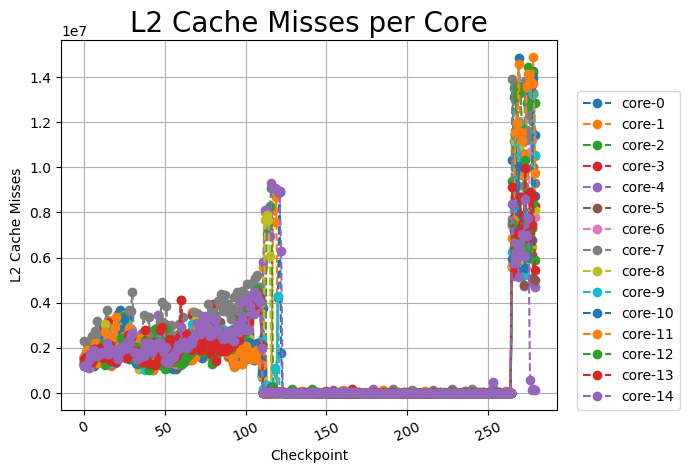 L2 Cache Misses per Core
1e7
1.4
1.2
1.0
0.8
0.6
0.4
0.2
0.0
L2 Cache Misses
0
50
100
150
200
250
Checkpoint
core-0
core-1
core-2
core-3
core-4
core-5
core-6
core-7
core-8
core-9
core-10
core-11
core-12
core-13
core-14